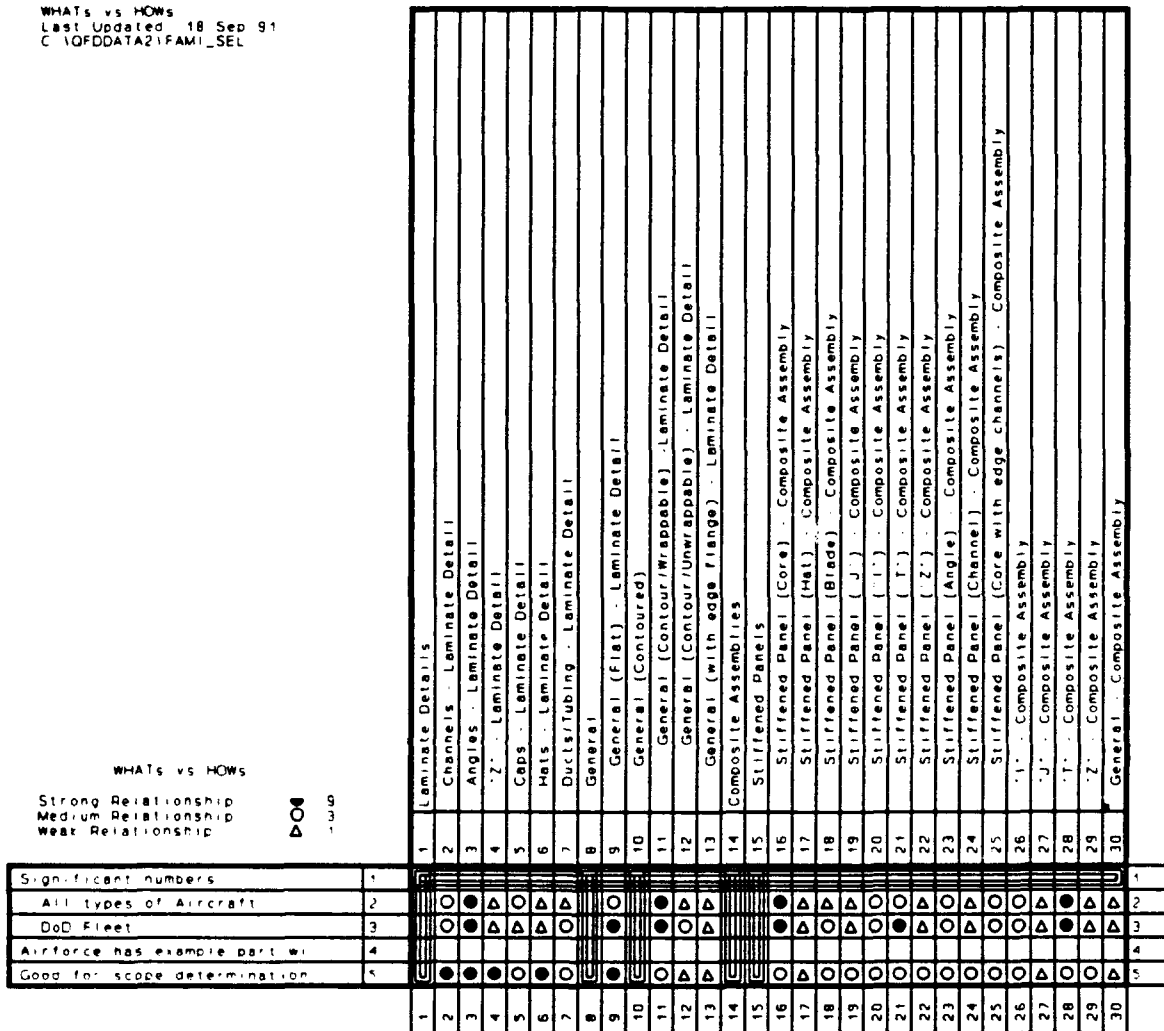 WHATs vs HOWs
Last Updated 18 Sep 91
C \QFDDATA2\FAMI_SEL
Laminate Details
Channels - Laminate Detail
Angles - Laminate Detail
'Z' - Laminate Detail
Caps - Laminate Detail
Hats - Laminate Detail
Ducts/Tubing - Laminate Detail
General
General (Flat) - Laminate Detail
General (Contoured)
General (Contour/Wrappable) - Laminate Detail
General (Contour/Unwrappable) - Laminate Detail
General (with edge flange) - Laminate Detail
Composite Assemblies
Stiffened Panels
Stiffened Panel (Core) - Composite Assembly
Stiffened Panel (Hat) - Composite Assembly
Stiffened Panel (Blade) - Composite Assembly
Stiffened Panel ('J') - Composite Assembly
Stiffened Panel ('I') - Composite Assembly
Stiffened Panel ('T') - Composite Assembly
Stiffened Panel ('Z') - Composite Assembly
Stiffened Panel (Angle) - Composite Assembly
Stiffened Panel (Channel) - Composite Assembly
Stiffened Panel (Core with edge channels) - Composite Assembly
'I' - Composite Assembly
'J' - Composite Assembly
'T' - Composite Assembly
'Z' - Composite Assembly
General - Composite Assembly
WHATs vs HOWs
Strong Relationship ● 9
Medium Relationship O 3
Weak Relationship Δ 1
1 2 3 4 5 6 7 8 9 10 11 12 13 14 15 16 17 18 19 20 21 22 23 24 25 26 27 28 29 30
Significant numbers 1 1
All types of Aircraft 2 O ● Δ O Δ Δ O ● Δ Δ ● Δ Δ Δ O O Δ O Δ O O Δ ● Δ Δ 2
DoD Fleet 3 O ● Δ Δ Δ O ● ● O Δ ● Δ Δ Δ O ● Δ Δ Δ O O Δ ● Δ Δ 3
Airforce has example part wi 4 4
Good for scope determination 5 ● ● ● O ● O ● O Δ Δ O Δ O O O O O O O O O Δ O O Δ 5
1 2 3 4 5 6 7 8 9 10 11 12 13 14 15 16 17 18 19 20 21 22 23 24 25 26 27 28 29 30